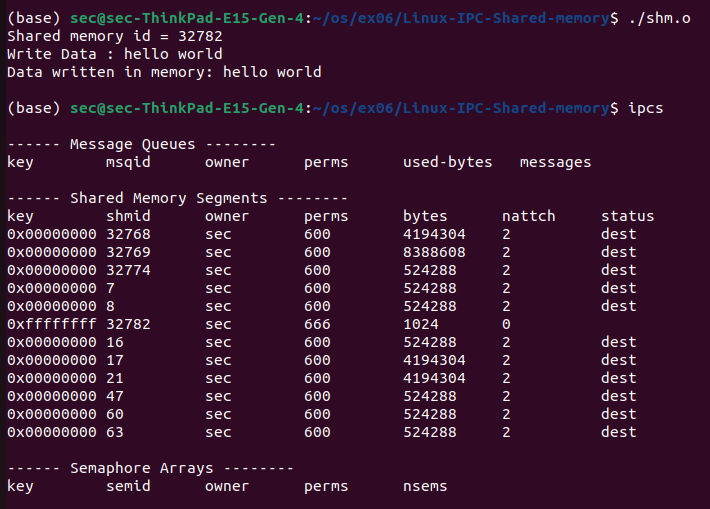 (base) sec@sec-ThinkPad-E15-Gen-4:~/os/ex06/Linux-IPC-Shared-memory$ ./shm.o
Shared memory id = 32782
Write Data : hello world
Data written in memory: hello world
(base) sec@sec-ThinkPad-E15-Gen-4:~/os/ex06/Linux-IPC-Shared-memory$ ipcs
------ Message Queues --------
key        msqid      owner      perms      used-bytes   messages
------ Shared Memory Segments --------
key        shmid      owner      perms      bytes      nattch     status
0x00000000 32768      sec        600        4194304    2          dest
0x00000000 32769      sec        600        8388608    2          dest
0x00000000 32774      sec        600        524288     2          dest
0x00000000 7          sec        600        524288     2          dest
0x00000000 8          sec        600        524288     2          dest
0xffffffff 32782      sec        666        1024       0
0x00000000 16         sec        600        524288     2          dest
0x00000000 17         sec        600        4194304    2          dest
0x00000000 21         sec        600        4194304    2          dest
0x00000000 47         sec        600        524288     2          dest
0x00000000 60         sec        600        524288     2          dest
0x00000000 63         sec        600        524288     2          dest
------ Semaphore Arrays --------
key        semid      owner      perms      nsems